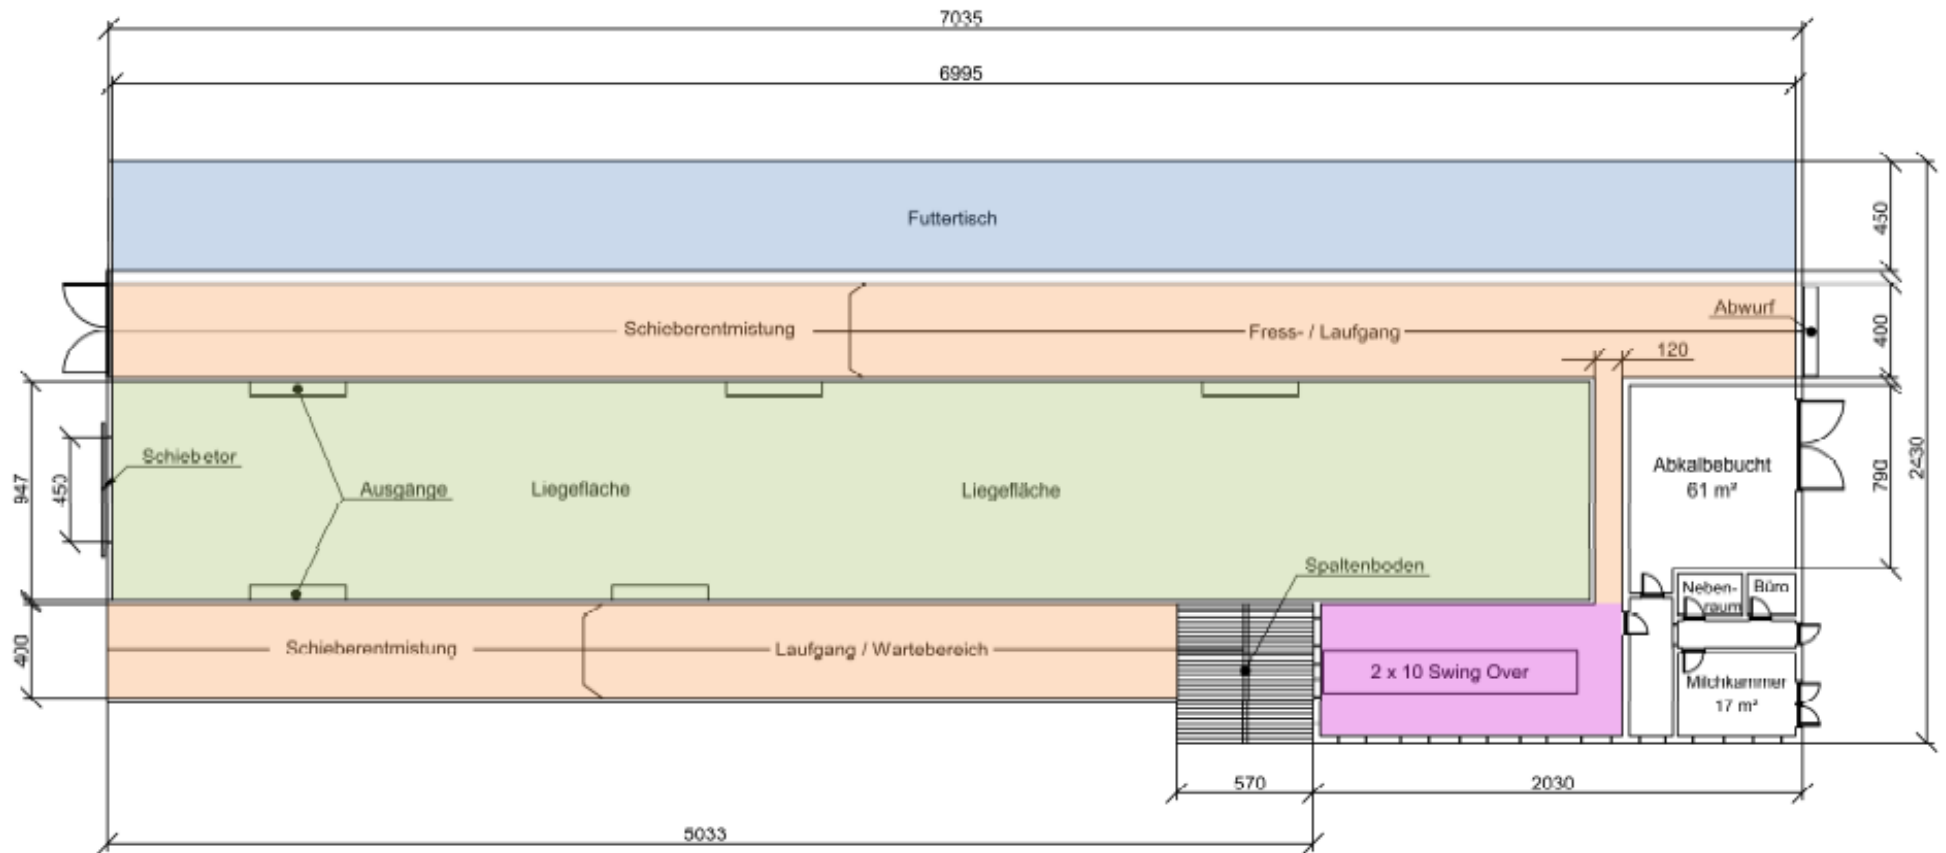 7035
6995
Futtertisch
450
Schieberentmistung
Fress- / Laufgang
Abwurf
400
120
Schiebetor
Ausgänge
Liegefläche
Liegefläche
Abkalbebucht
61 m²
947
450
790
2430
Spaltenboden
Neben-
raum
Büro
400
Schieberentmistung
Laufgang / Wartebereich
2 x 10 Swing Over
Milchkammer
17 m²
570
2030
5033